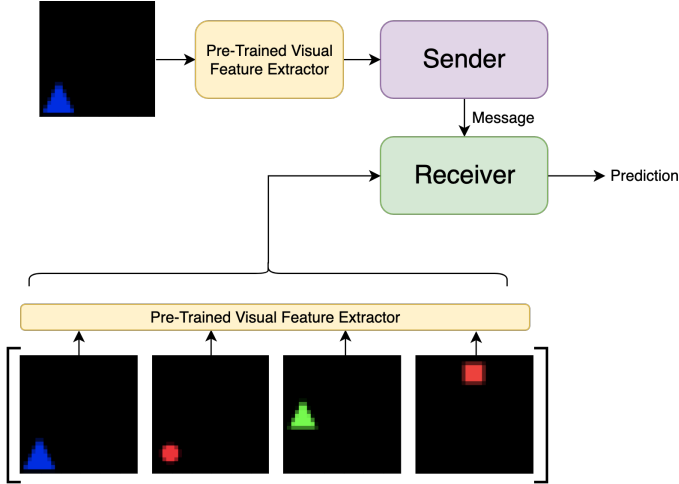 Pre-Trained Visual
Feature Extractor
Sender
Message
Receiver
Prediction
Pre-Trained Visual Feature Extractor